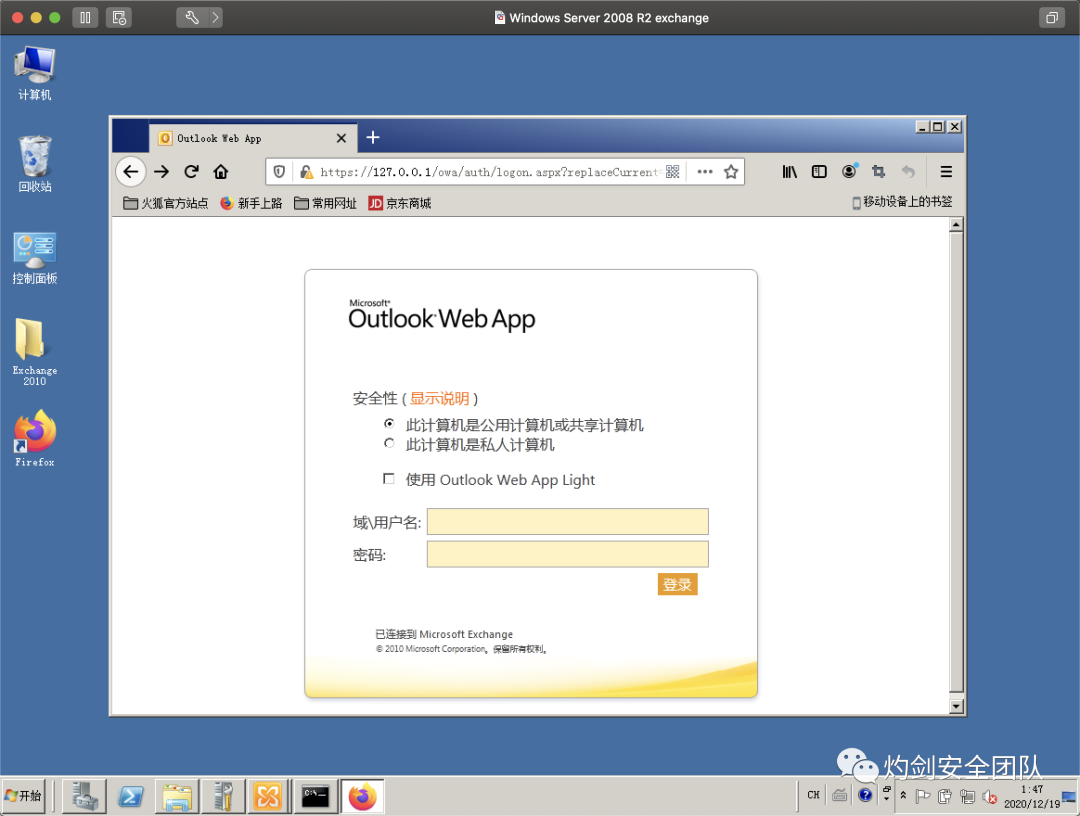 Windows Server 2008 R2 exchange
计算机
回收站
控制面板
Exchange
2010
Firefox
Outlook Web App
https://127.0.0.1/owa/auth/logon.aspx?replaceCurrent
火狐官方站点
新手上路
常用网址
JD 京东商城
移动设备上的书签
Microsoft®
Outlook Web App
安全性 ( 显示说明 )
此计算机是公用计算机或共享计算机
此计算机是私人计算机
使用 Outlook Web App Light
域\用户名:
密码:
登录
已连接到 Microsoft Exchange
© 2010 Microsoft Corporation。保留所有权利。
灼剑安全团队
开始
C:\
CH
1:47
2020/12/19